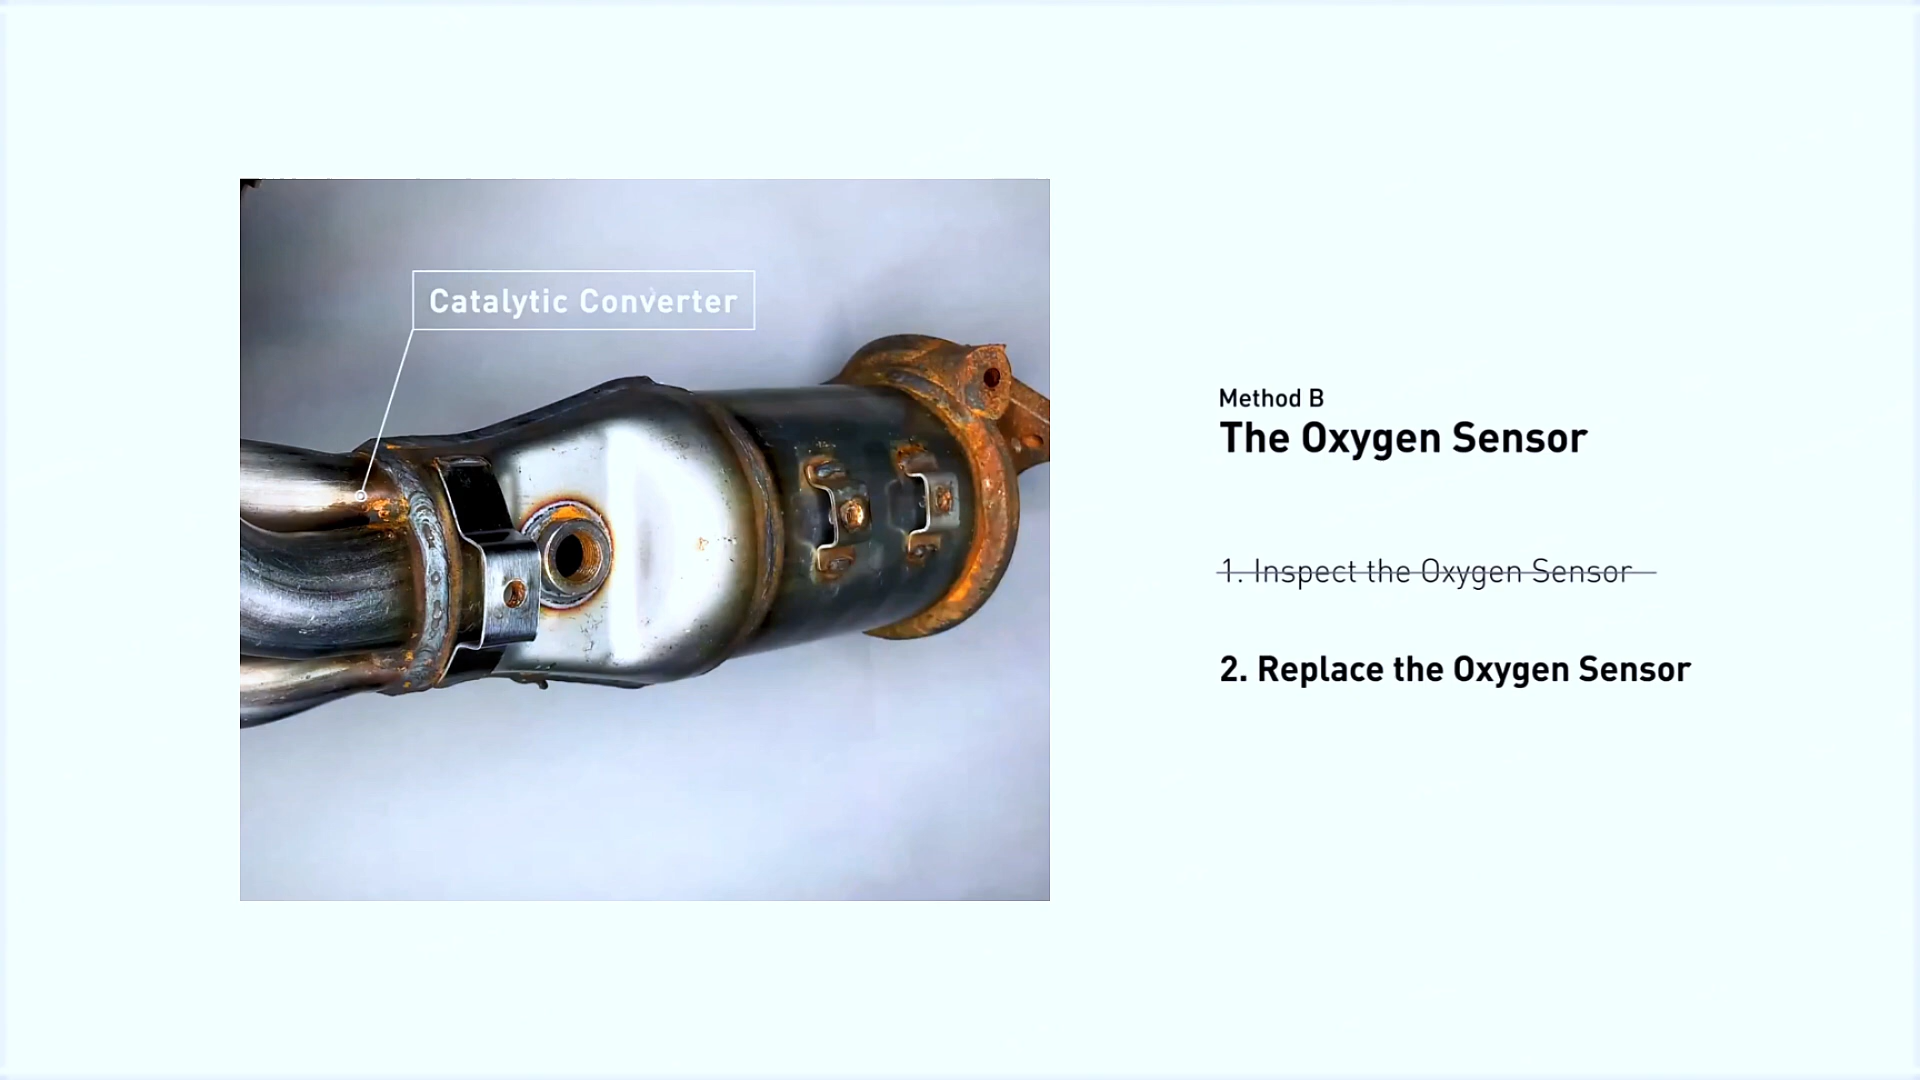 Catalytic Converter
Method B
The Oxygen Sensor
1. Inspect the Oxygen Sensor
2. Replace the Oxygen Sensor